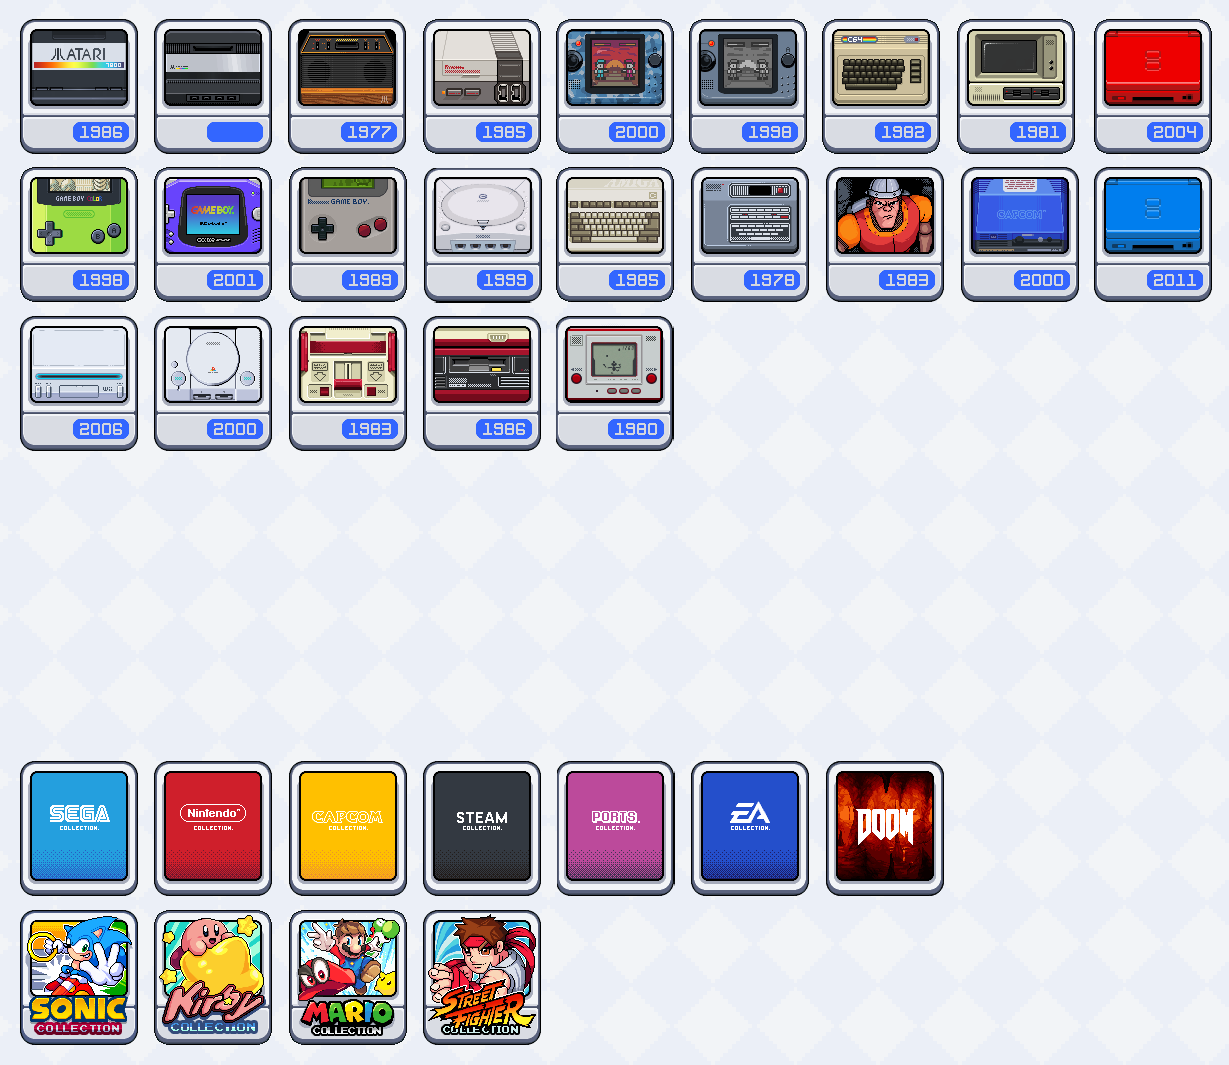 ATARI
7800
1986
1977
1985
2000
1998
C64
1982
1981
2004
GAME BOY COLOR
1998
GAME BOY.
2001
GAME BOY.
1989
1999
1985
1978
1983
CAPCOM
2000
2011
Wii
2006
2000
1983
1986
1980
SEGA
COLLECTION.
Nintendo
COLLECTION.
CAPCOM
COLLECTION.
STEAM
COLLECTION.
PORTS.
COLLECTION.
EA
COLLECTION.
DOOM
SONIC
COLLECTION
Kirby
COLLECTION
MARIO
COLLECTION
STREET
FIGHTER
COLLECTION